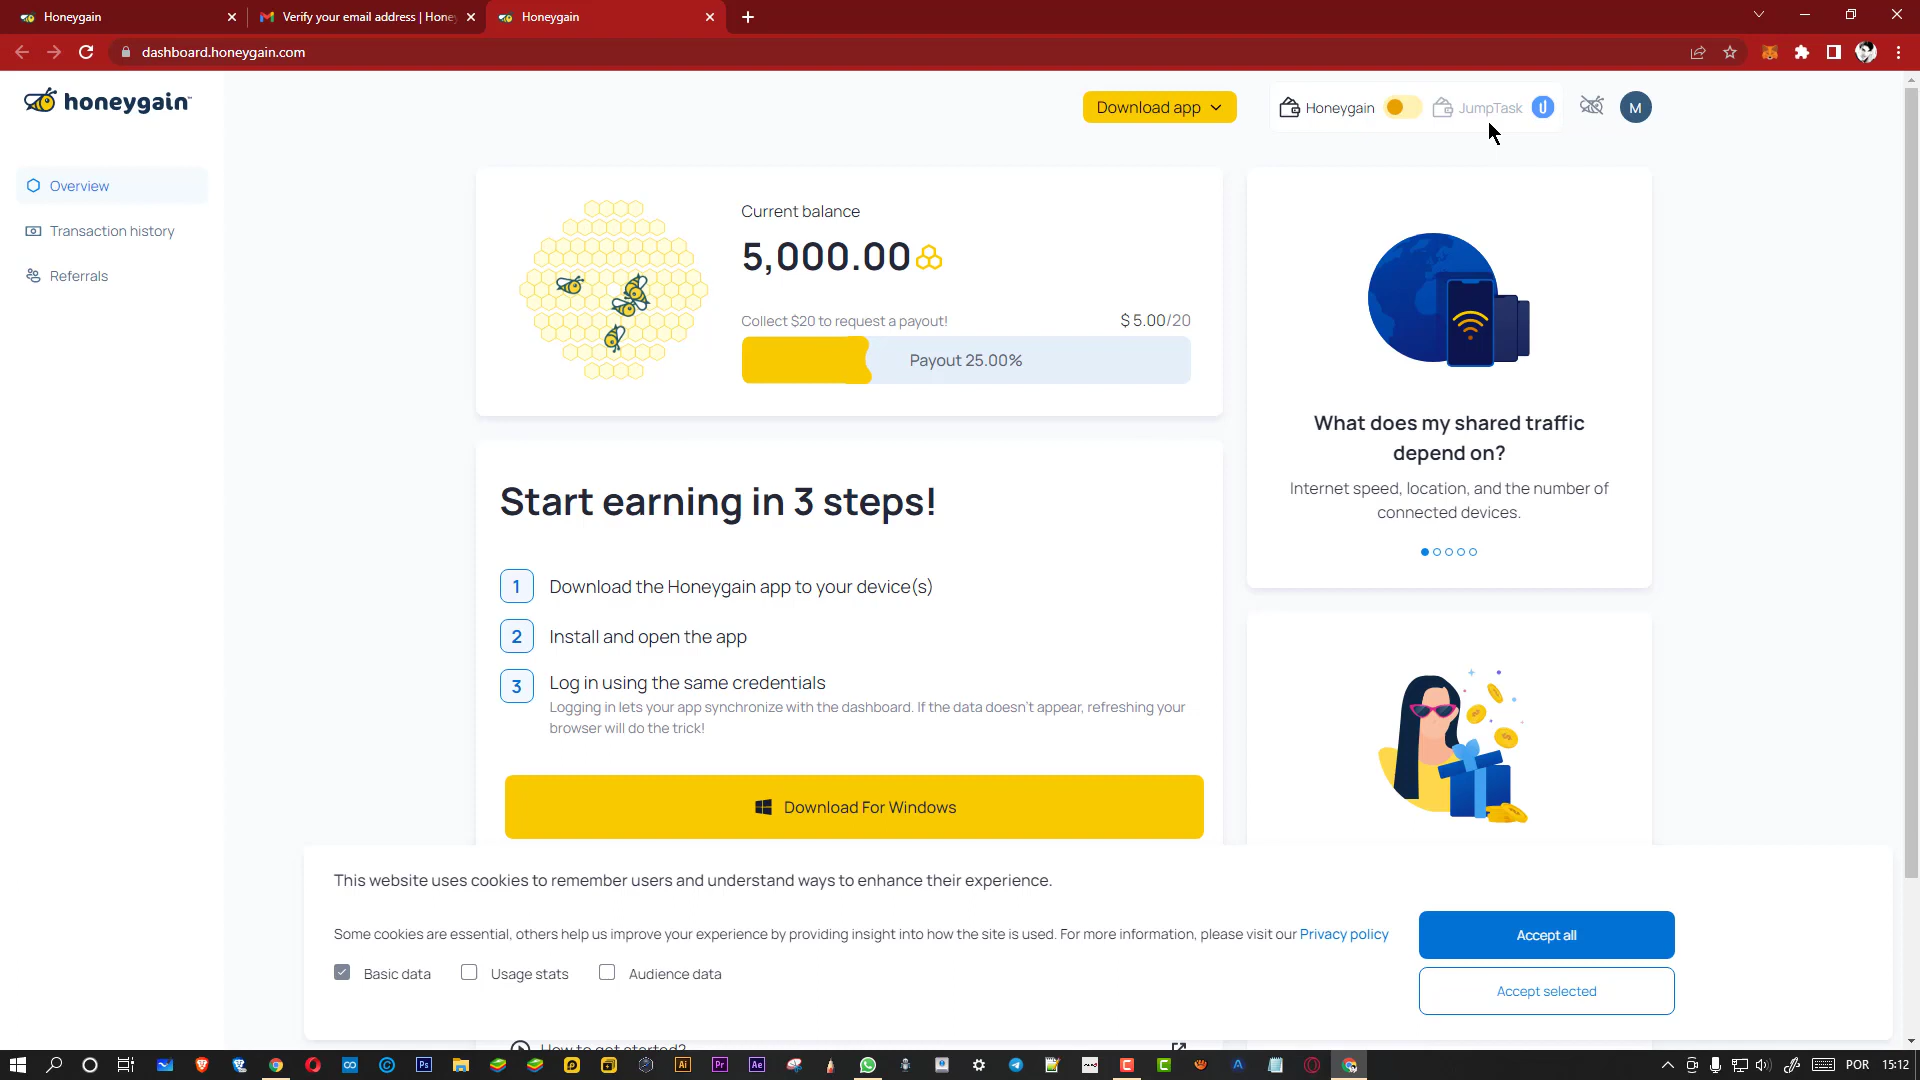 Honeygain
Verify your email address | Honey
Honeygain
dashboard.honeygain.com
honeygain
Download app
Honeygain
JumpTask
M
Overview
Transaction history
Referrals
Current balance
5,000.00
Collect $20 to request a payout!
$ 5.00/20
Payout 25.00%
What does my shared traffic
depend on?
Internet speed, location, and the number of
connected devices.
Start earning in 3 steps!
1 Download the Honeygain app to your device(s)
2 Install and open the app
3 Log in using the same credentials
Logging in lets your app synchronize with the dashboard. If the data doesn't appear, refreshing your
browser will do the trick!
Download For Windows
This website uses cookies to remember users and understand ways to enhance their experience.
Some cookies are essential, others help us improve your experience by providing insight into how the site is used. For more information, please visit our Privacy policy
Basic data
Usage stats
Audience data
Accept all
Accept selected
How to get started?
POR
15:12